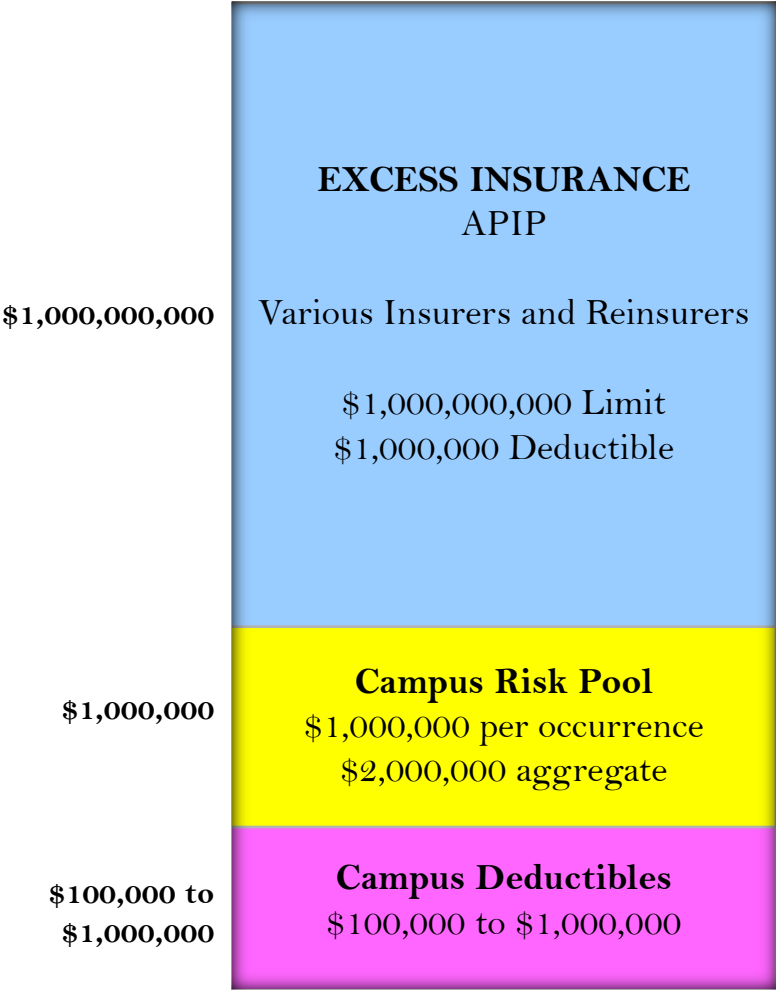 EXCESS INSURANCE
APIP
$1,000,000,000
Various Insurers and Reinsurers
$1,000,000,000 Limit
$1,000,000 Deductible
$1,000,000
Campus Risk Pool
$1,000,000 per occurrence
$2,000,000 aggregate
$100,000 to
$1,000,000
Campus Deductibles
$100,000 to $1,000,000